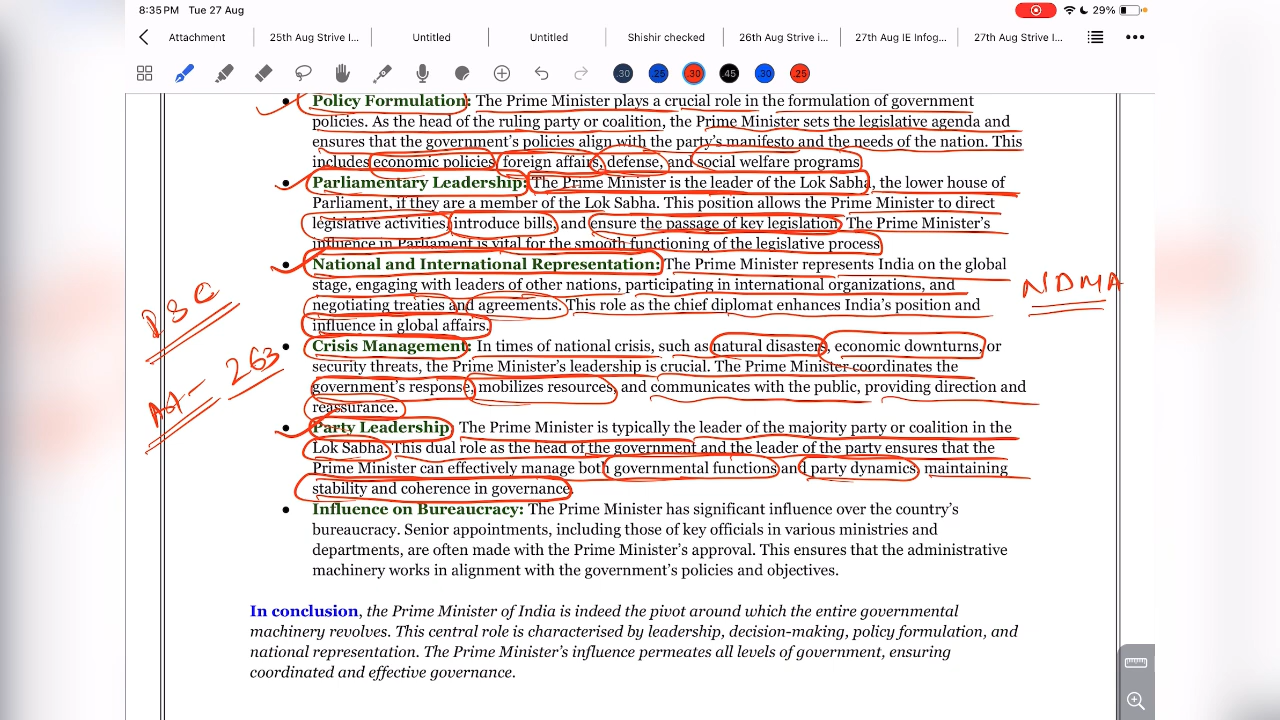 8:35 PM Tue 27 Aug
29%
Attachment
25th Aug Strive I...
Untitled
Untitled
Shishir checked
26th Aug Strive i...
27th Aug IE Infog...
27th Aug Strive I...
.30 .25 .30 .45 .30 .25
• Policy Formulation: The Prime Minister plays a crucial role in the formulation of government
policies. As the head of the ruling party or coalition, the Prime Minister sets the legislative agenda and
ensures that the government's policies align with the party's manifesto and the needs of the nation. This
includes economic policies, foreign affairs, defense, and social welfare programs.
• Parliamentary Leadership: The Prime Minister is the leader of the Lok Sabha, the lower house of
Parliament, if they are a member of the Lok Sabha. This position allows the Prime Minister to direct
legislative activities, introduce bills, and ensure the passage of key legislation. The Prime Minister's
influence in Parliament is vital for the smooth functioning of the legislative process.
• National and International Representation: The Prime Minister represents India on the global
stage, engaging with leaders of other nations, participating in international organizations, and
negotiating treaties and agreements. This role as the chief diplomat enhances India's position and
influence in global affairs.
NDMA
AA- 263
• Crisis Management: In times of national crisis, such as natural disasters, economic downturns, or
security threats, the Prime Minister's leadership is crucial. The Prime Minister coordinates the
government's response, mobilizes resources, and communicates with the public, providing direction and
reassurance.
• Party Leadership: The Prime Minister is typically the leader of the majority party or coalition in the
Lok Sabha. This dual role as the head of the government and the leader of the party ensures that the
Prime Minister can effectively manage both governmental functions and party dynamics, maintaining
stability and coherence in governance.
• Influence on Bureaucracy: The Prime Minister has significant influence over the country's
bureaucracy. Senior appointments, including those of key officials in various ministries and
departments, are often made with the Prime Minister's approval. This ensures that the administrative
machinery works in alignment with the government's policies and objectives.
In conclusion, the Prime Minister of India is indeed the pivot around which the entire governmental
machinery revolves. This central role is characterised by leadership, decision-making, policy formulation, and
national representation. The Prime Minister's influence permeates all levels of government, ensuring
coordinated and effective governance.